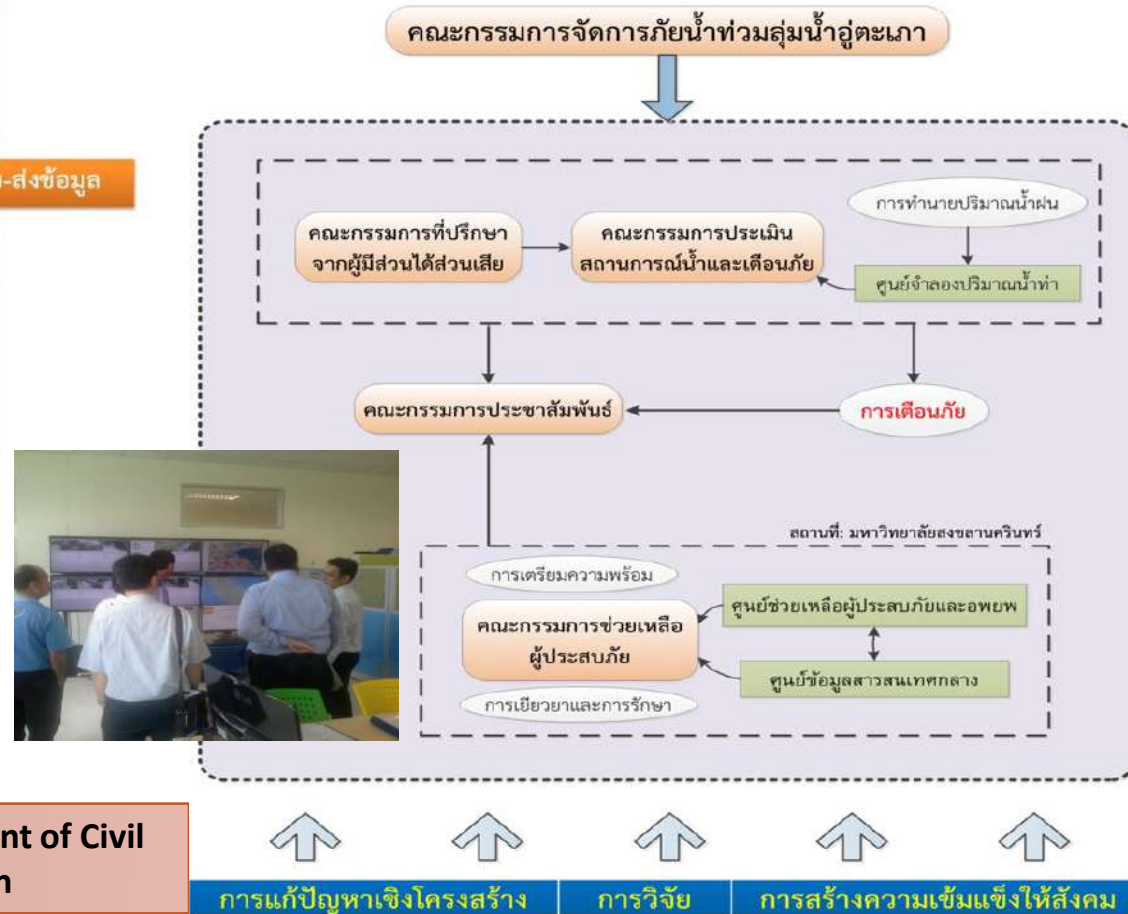 คณะกรรมการจัดการภัยน้ำท่วมลุ่มน้ำอู่ตะเภา
-ส่งข้อมูล
การทำนายปริมาณน้ำฝน
คณะกรรมการที่ปรึกษา
จากผู้มีส่วนได้ส่วนเสีย
คณะกรรมการประเมิน
สถานการณ์น้ำและเตือนภัย
ศูนย์จำลองปริมาณน้ำท่า
คณะกรรมการประชาสัมพันธ์
การเตือนภัย
สถานที่: มหาวิทยาลัยสงขลานครินทร์
การเตรียมความพร้อม
คณะกรรมการช่วยเหลือ
ผู้ประสบภัย
ศูนย์ช่วยเหลือผู้ประสบภัยและอพยพ
ศูนย์ข้อมูลสารสนเทศกลาง
การเยียวยาและการรักษา
nt of Civil
n
การแก้ปัญหาเชิงโครงสร้าง
การวิจัย
การสร้างความเข้มแข็งให้สังคม